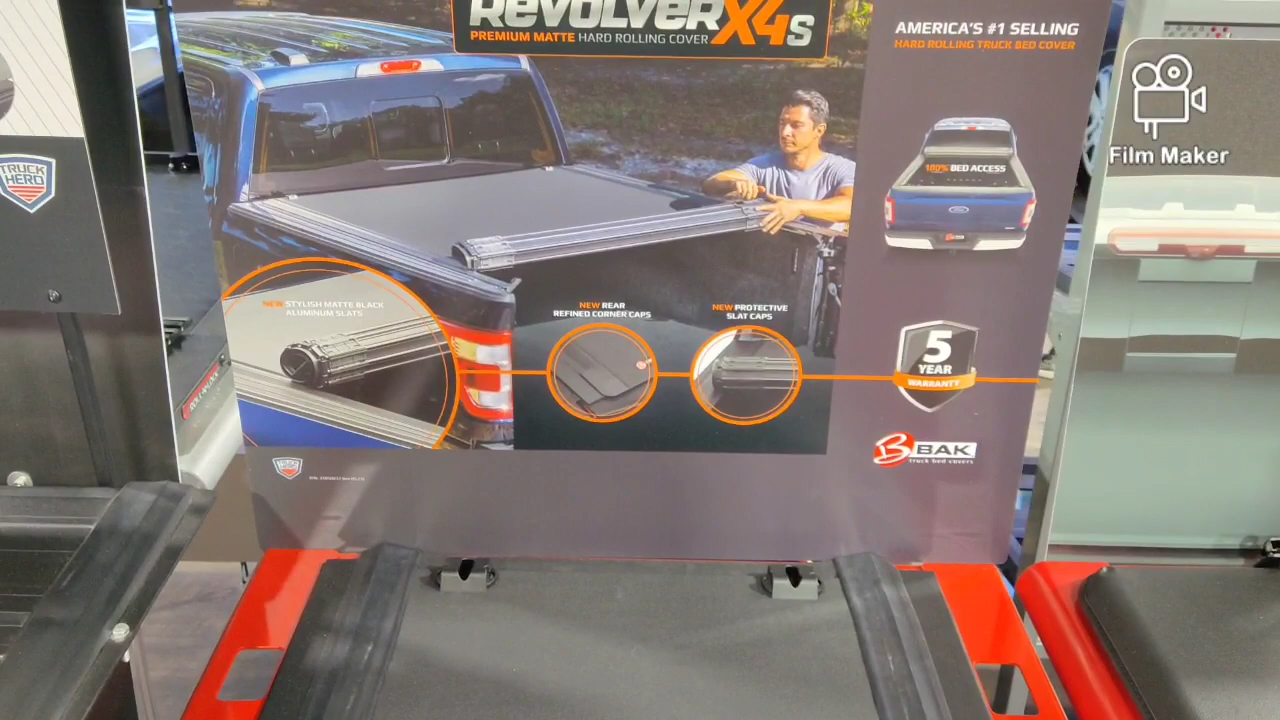 REVOLVER X4S
PREMIUM MATTE HARD ROLLING COVER
AMERICA'S #1 SELLING
HARD ROLLING TRUCK BED COVER
Film Maker
TRUCK
HERO
100% BED ACCESS
Ford
NEW STYLISH MATTE BLACK
ALUMINUM SLATS
NEW REAR
REFINED CORNER CAPS
NEW PROTECTIVE
SLAT CAPS
5
YEAR
WARRANTY
BAK
truck bed covers